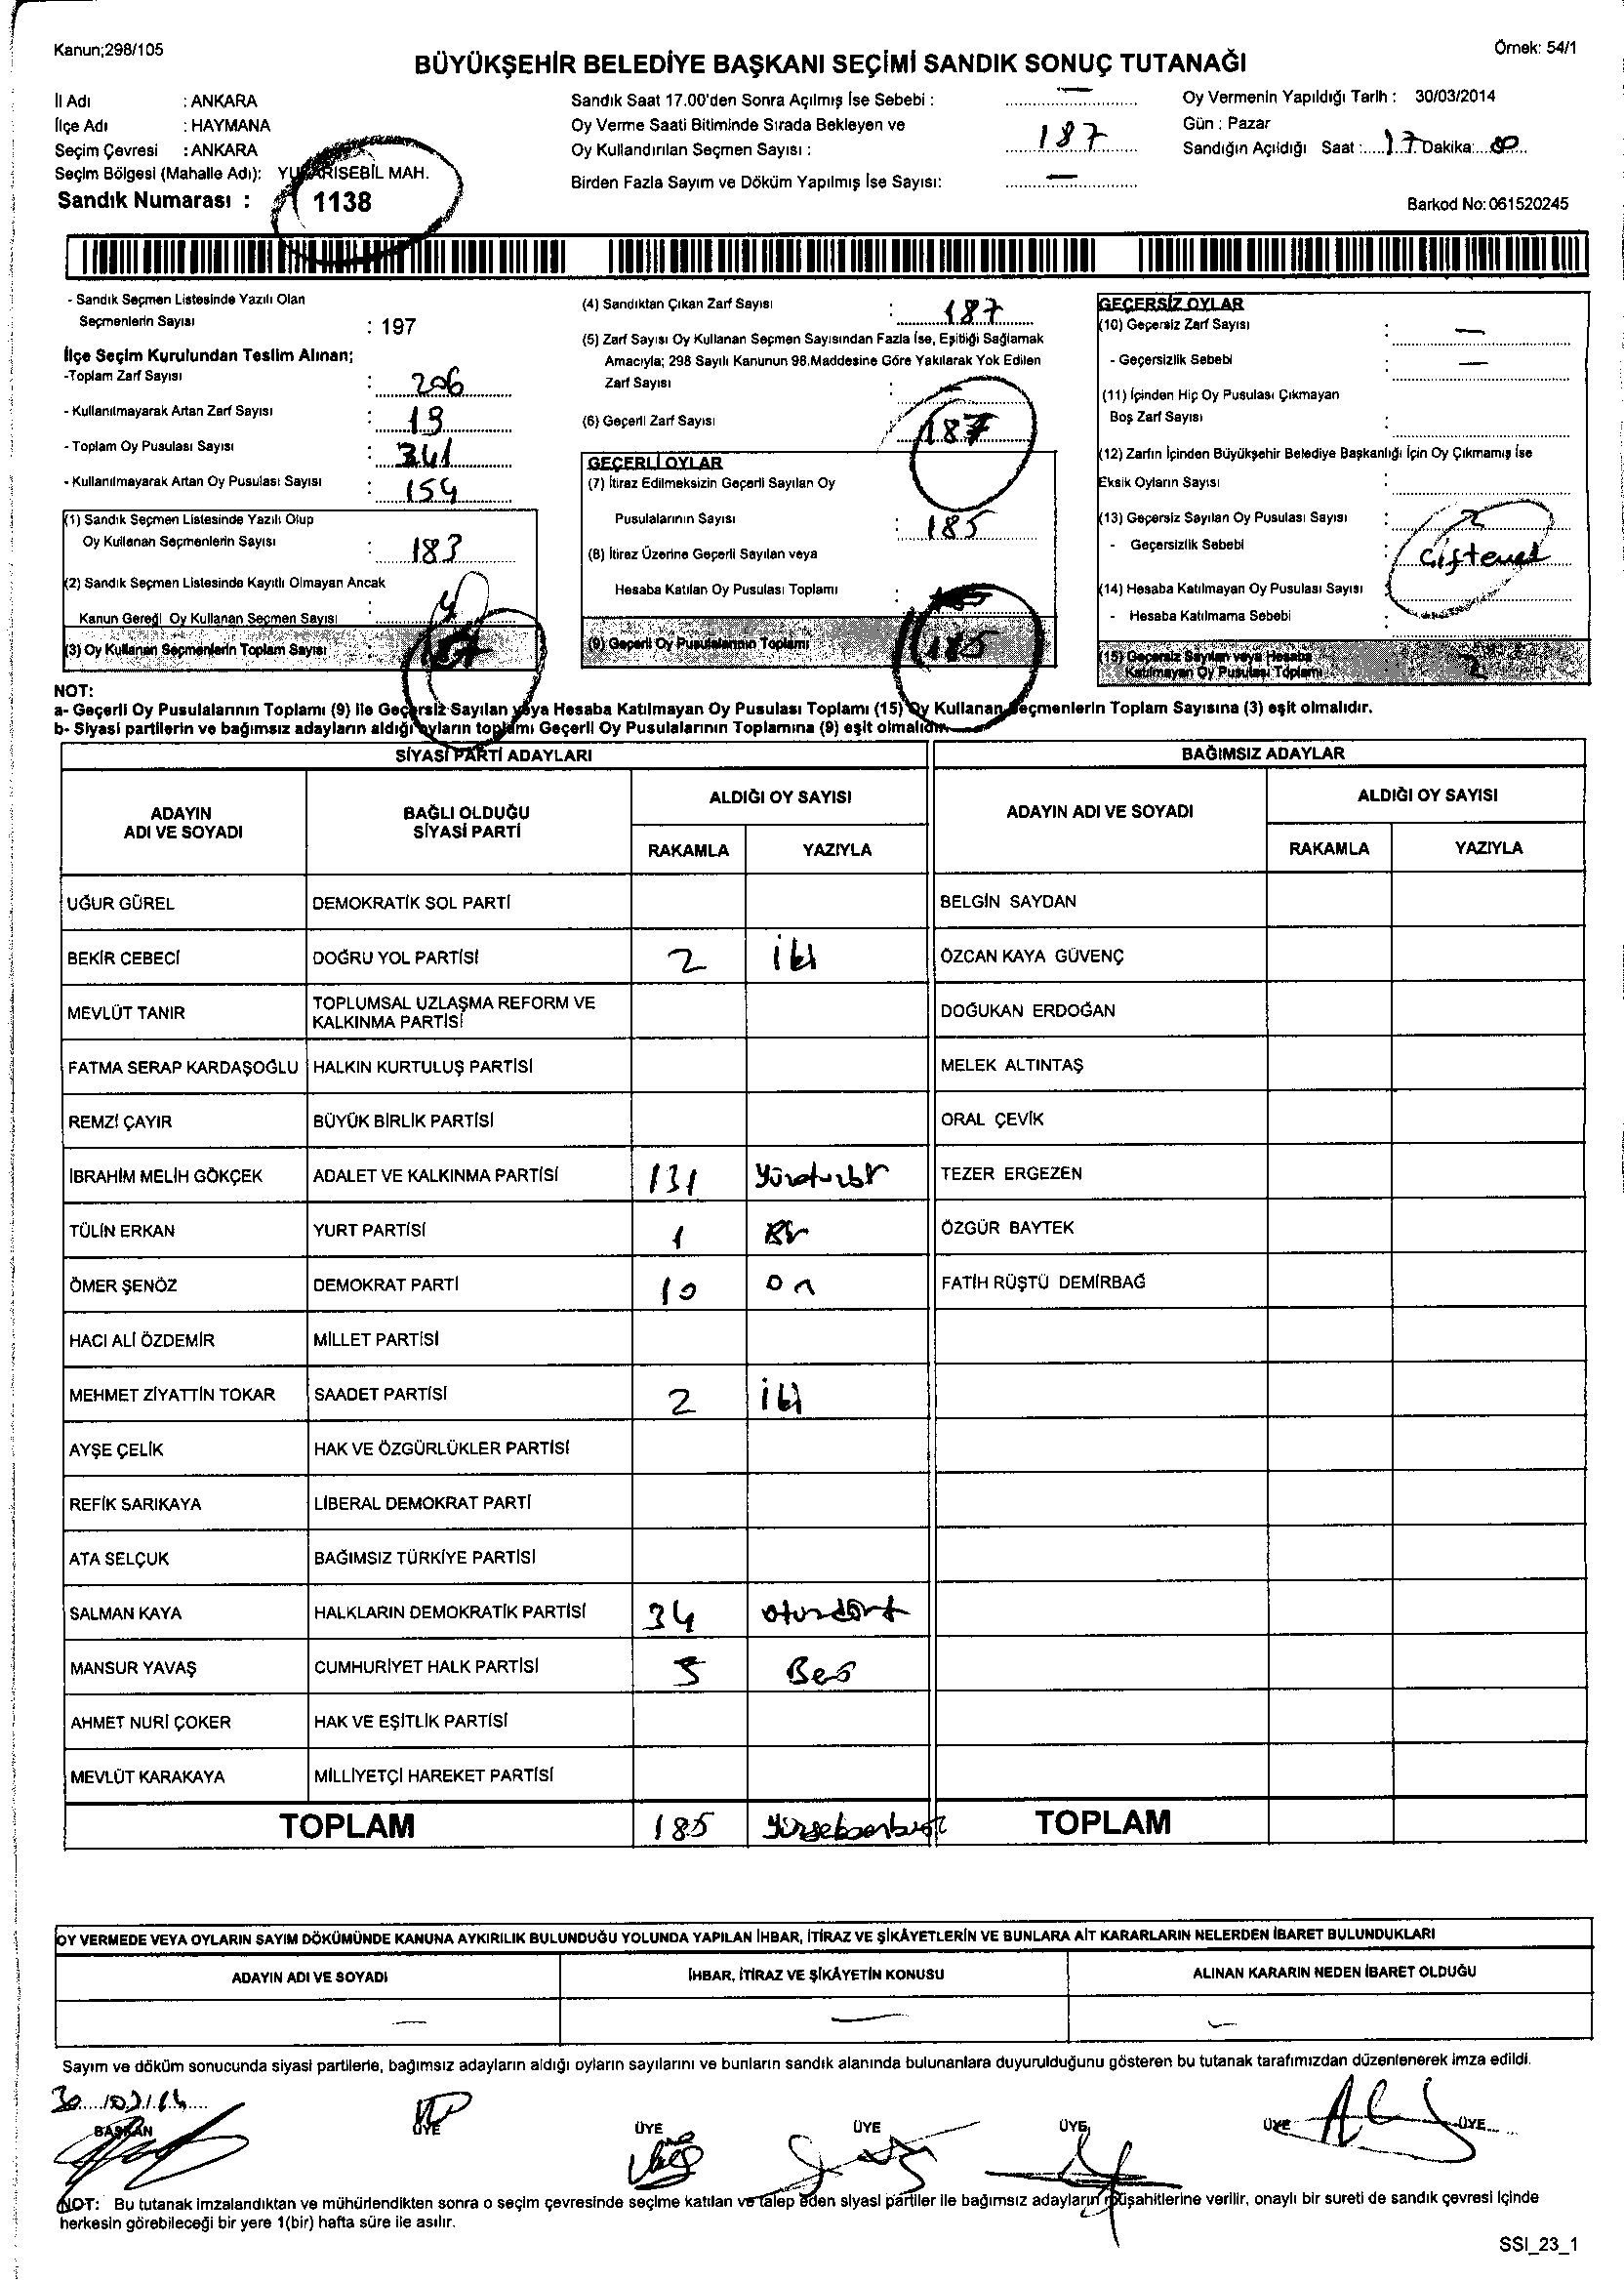 Kanun;298/105
Örnek: 54/1
BÜYÜKŞEHİR BELEDİYE BAŞKANI SEÇİMİ SANDIK SONUÇ TUTANAĞI
İl Adı : ANKARA
İlçe Adı : HAYMANA
Seçim Çevresi : ANKARA
Seçim Bölgesi (Mahalle Adı): YUKARISEBİL MAH.
Sandık Numarası : 1138
Sandık Saat 17.00'den Sonra Açılmış İse Sebebi : —
Oy Verme Saati Bitiminde Sırada Bekleyen ve
Oy Kullandırılan Seçmen Sayısı : 187
Birden Fazla Sayım ve Döküm Yapılmış İse Sayısı: —
Oy Vermenin Yapıldığı Tarih : 30/03/2014
Gün : Pazar
Sandığın Açıldığı Saat :.....17 Dakika:...00...
Barkod No: 061520245
- Sandık Seçmen Listesinde Yazılı Olan
Seçmenlerin Sayısı : 197
İlçe Seçim Kurulundan Teslim Alınan;
-Toplam Zarf Sayısı : 206
- Kullanılmayarak Artan Zarf Sayısı : 19
- Toplam Oy Pusulası Sayısı : 341
- Kullanılmayarak Artan Oy Pusulası Sayısı : 154
(1) Sandık Seçmen Listesinde Yazılı Olup
Oy Kullanan Seçmenlerin Sayısı : 183
(2) Sandık Seçmen Listesinde Kayıtlı Olmayan Ancak
Kanun Gereği Oy Kullanan Seçmen Sayısı : 4
(3) Oy Kullanan Seçmenlerin Toplam Sayısı : 187
(4) Sandıktan Çıkan Zarf Sayısı : 187
(5) Zarf Sayısı Oy Kullanan Seçmen Sayısından Fazla İse, Eşitliği Sağlamak
Amacıyla; 298 Sayılı Kanunun 98.Maddesine Göre Yakılarak Yok Edilen
Zarf Sayısı :
(6) Geçerli Zarf Sayısı : 187
GEÇERLİ OYLAR
(7) İtiraz Edilmeksizin Geçerli Sayılan Oy
Pusulalarının Sayısı : 185
(8) İtiraz Üzerine Geçerli Sayılan veya
Hesaba Katılan Oy Pusulası Toplamı :
(9) Geçerli Oy Pusulalarının Toplamı : 185
GEÇERSİZ OYLAR
(10) Geçersiz Zarf Sayısı : —
- Geçersizlik Sebebi : —
(11) İçinden Hiç Oy Pusulası Çıkmayan
Boş Zarf Sayısı :
(12) Zarfın İçinden Büyükşehir Belediye Başkanlığı İçin Oy Çıkmamış İse
Eksik Oyların Sayısı :
(13) Geçersiz Sayılan Oy Pusulası Sayısı : 2
- Geçersizlik Sebebi :
(14) Hesaba Katılmayan Oy Pusulası Sayısı :
- Hesaba Katılmama Sebebi :
(15) Geçersiz Sayılan veya Hesaba
Katılmayan Oy Pusulası Toplamı : 2
NOT:
a- Geçerli Oy Pusulalarının Toplamı (9) ile Geçersiz Sayılan veya Hesaba Katılmayan Oy Pusulası Toplamı (15) Oy Kullanan Seçmenlerin Toplam Sayısına (3) eşit olmalıdır.
b- Siyasi partilerin ve bağımsız adayların aldığı oyların toplamı Geçerli Oy Pusulalarının Toplamına (9) eşit olmalıdır.
SİYASİ PARTİ ADAYLARI
BAĞIMSIZ ADAYLAR
ADAYIN ADI VE SOYADI
BAĞLI OLDUĞU SİYASİ PARTİ
ALDIĞI OY SAYISI
ADAYIN ADI VE SOYADI
ALDIĞI OY SAYISI
RAKAMLA YAZIYLA
RAKAMLA YAZIYLA
UĞUR GÜREL DEMOKRATİK SOL PARTİ BELGİN SAYDAN
BEKİR CEBECİ DOĞRU YOL PARTİSİ 2 iki ÖZCAN KAYA GÜVENÇ
MEVLÜT TANIR TOPLUMSAL UZLAŞMA REFORM VE KALKINMA PARTİSİ DOĞUKAN ERDOĞAN
FATMA SERAP KARDAŞOĞLU HALKIN KURTULUŞ PARTİSİ MELEK ALTINTAŞ
REMZİ ÇAYIR BÜYÜK BİRLİK PARTİSİ ORAL ÇEVİK
İBRAHİM MELİH GÖKÇEK ADALET VE KALKINMA PARTİSİ 131 Yüzotuzbir TEZER ERGEZEN
TÜLİN ERKAN YURT PARTİSİ 1 Bir ÖZGÜR BAYTEK
ÖMER ŞENÖZ DEMOKRAT PARTİ 10 on FATİH RÜŞTÜ DEMİRBAĞ
HACI ALİ ÖZDEMİR MİLLET PARTİSİ
MEHMET ZİYATTİN TOKAR SAADET PARTİSİ 2 iki
AYŞE ÇELİK HAK VE ÖZGÜRLÜKLER PARTİSİ
REFİK SARIKAYA LİBERAL DEMOKRAT PARTİ
ATA SELÇUK BAĞIMSIZ TÜRKİYE PARTİSİ
SALMAN KAYA HALKLARIN DEMOKRATİK PARTİSİ 34 otuzdört
MANSUR YAVAŞ CUMHURİYET HALK PARTİSİ 5 Beş
AHMET NURİ ÇOKER HAK VE EŞİTLİK PARTİSİ
MEVLÜT KARAKAYA MİLLİYETÇİ HAREKET PARTİSİ
TOPLAM 185 Yüzseksenbeş TOPLAM
OY VERMEDE VEYA OYLARIN SAYIM DÖKÜMÜNDE KANUNA AYKIRILIK BULUNDUĞU YOLUNDA YAPILAN İHBAR, İTİRAZ VE ŞİKÂYETLERİN VE BUNLARA AİT KARARLARIN NELERDEN İBARET BULUNDUKLARI
ADAYIN ADI VE SOYADI İHBAR, İTİRAZ VE ŞİKÂYETİN KONUSU ALINAN KARARIN NEDEN İBARET OLDUĞU
— — —
Sayım ve döküm sonucunda siyasi partilerle, bağımsız adayların aldığı oyların sayılarını ve bunların sandık alanında bulunanlara duyurulduğunu gösteren bu tutanak tarafımızdan düzenlenerek imza edildi.
30/03/14
BAŞKAN ÜYE ÜYE ÜYE ÜYE ÜYE ÜYE
NOT: Bu tutanak imzalandıktan ve mühürlendikten sonra o seçim çevresinde seçime katılan ve talep eden siyasi partiler ile bağımsız adayların müşahitlerine verilir, onaylı bir sureti de sandık çevresi içinde
herkesin görebileceği bir yere 1(bir) hafta süre ile asılır.
SSI_23_1